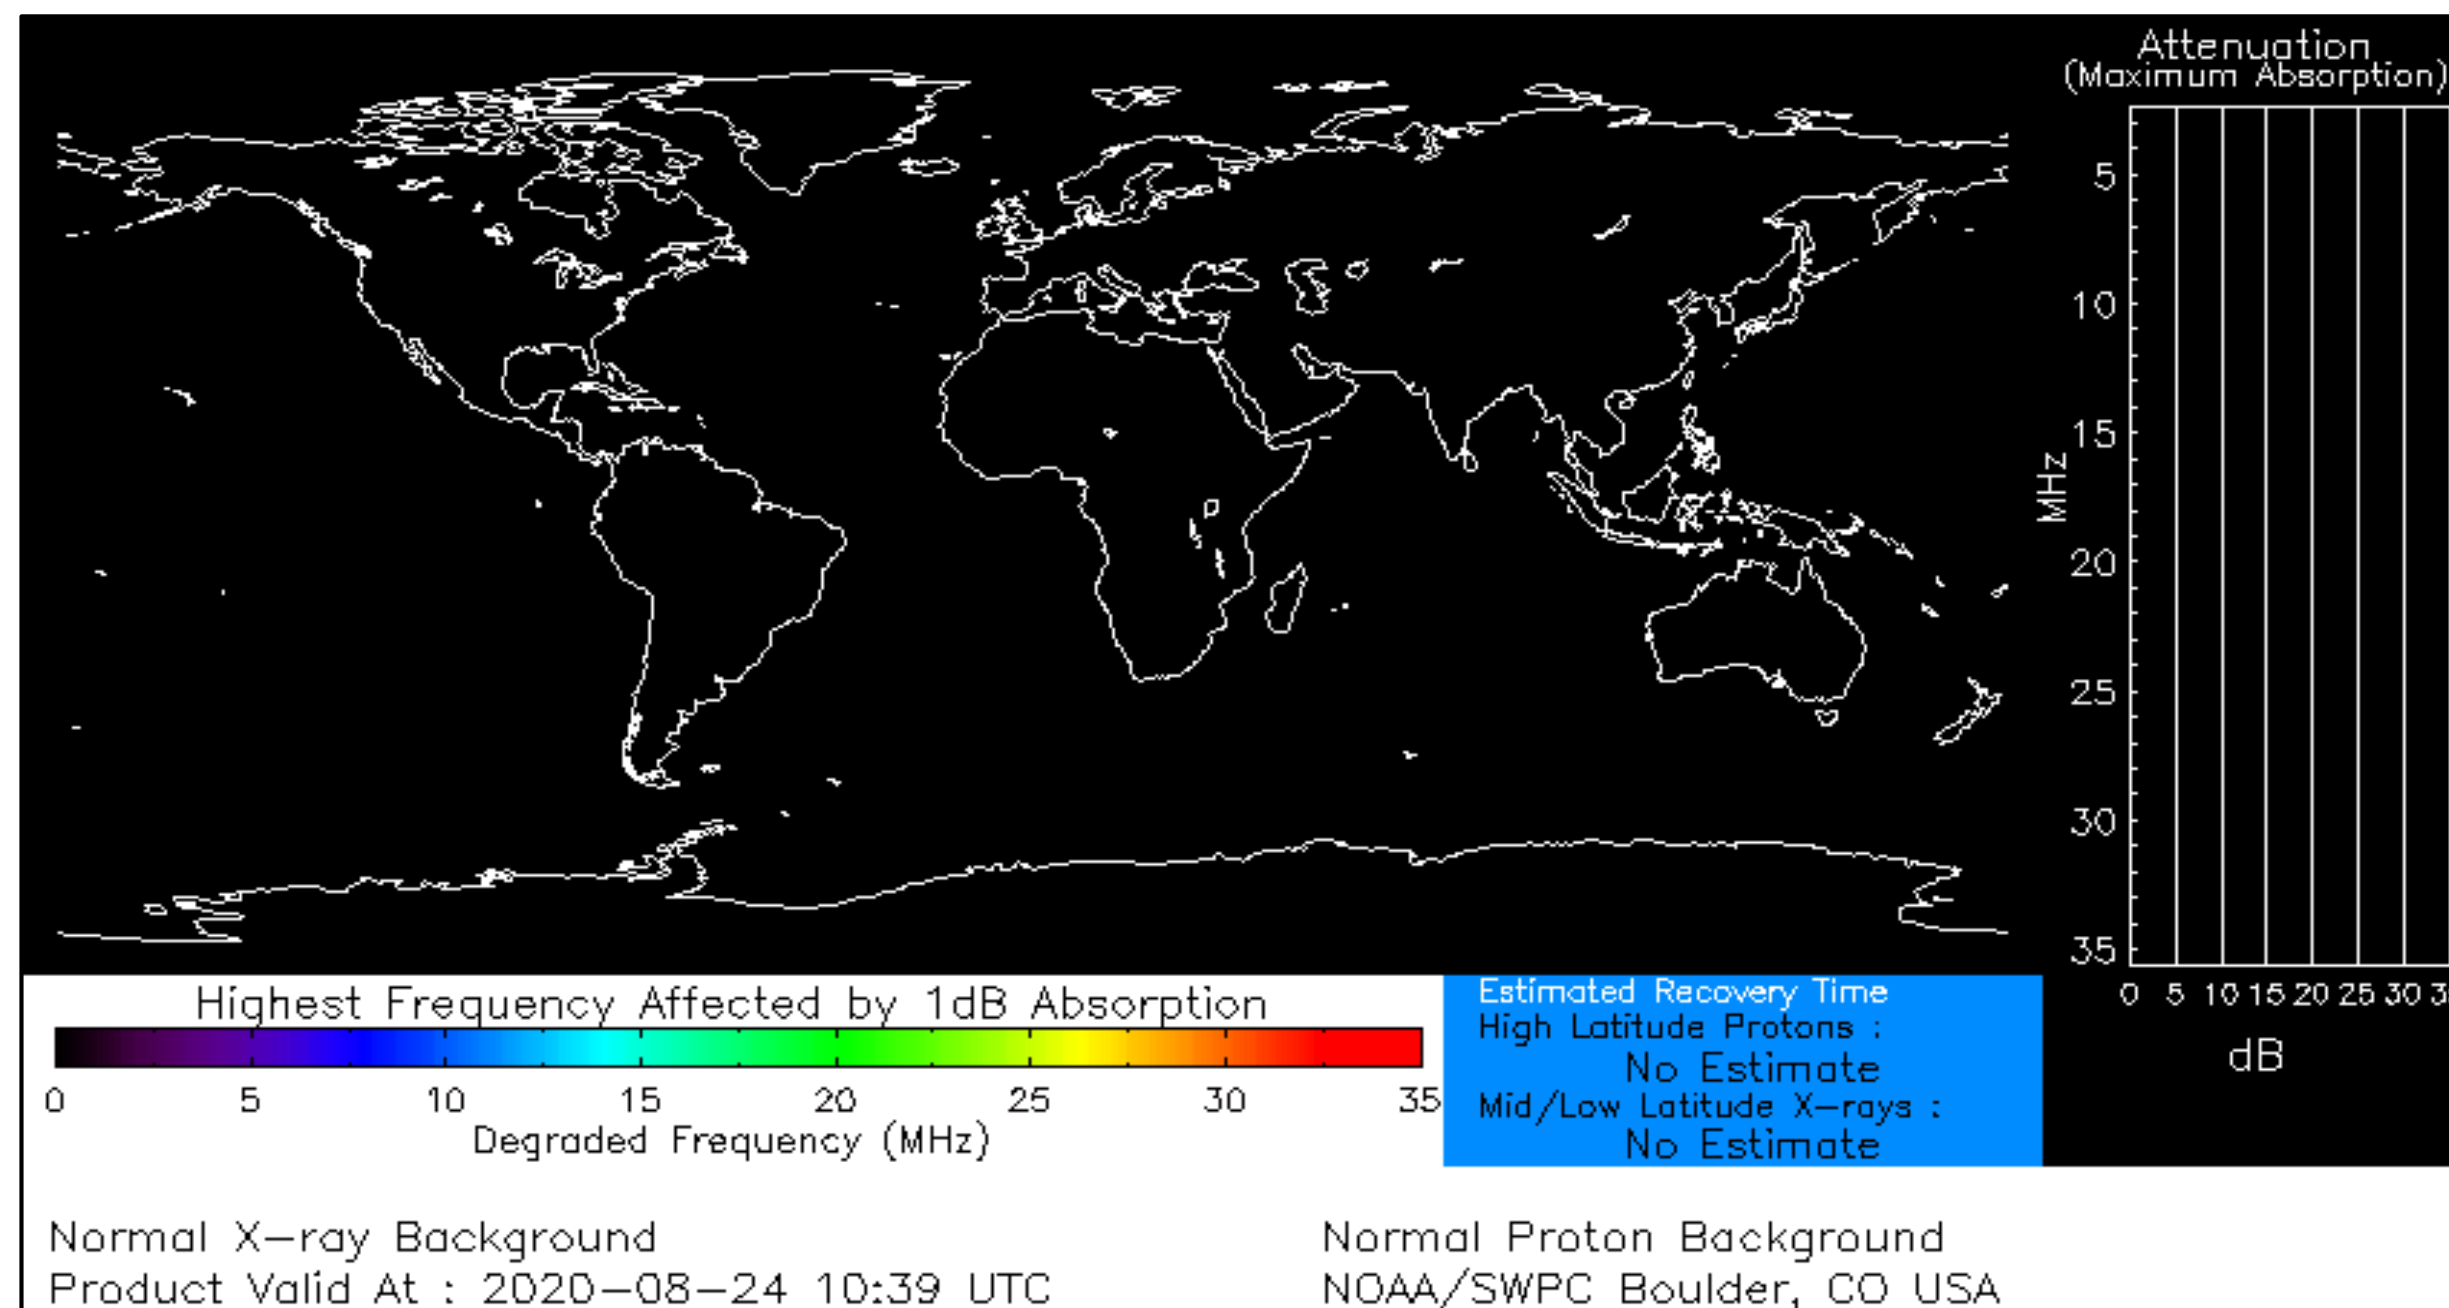 Attenuation
(Maximum Absorption)
5
10
15
20
25
30
35
MHz
0 5 10 15 20 25 30
dB
Highest Frequency Affected by 1dB Absorption
0 5 10 15 20 25 30 35
Degraded Frequency (MHz)
Estimated Recovery Time
High Latitude Protons :
No Estimate
Mid/Low Latitude X-rays :
No Estimate
Normal X-ray Background
Normal Proton Background
Product Valid At : 2020-08-24 10:39 UTC
NOAA/SWPC Boulder, CO USA